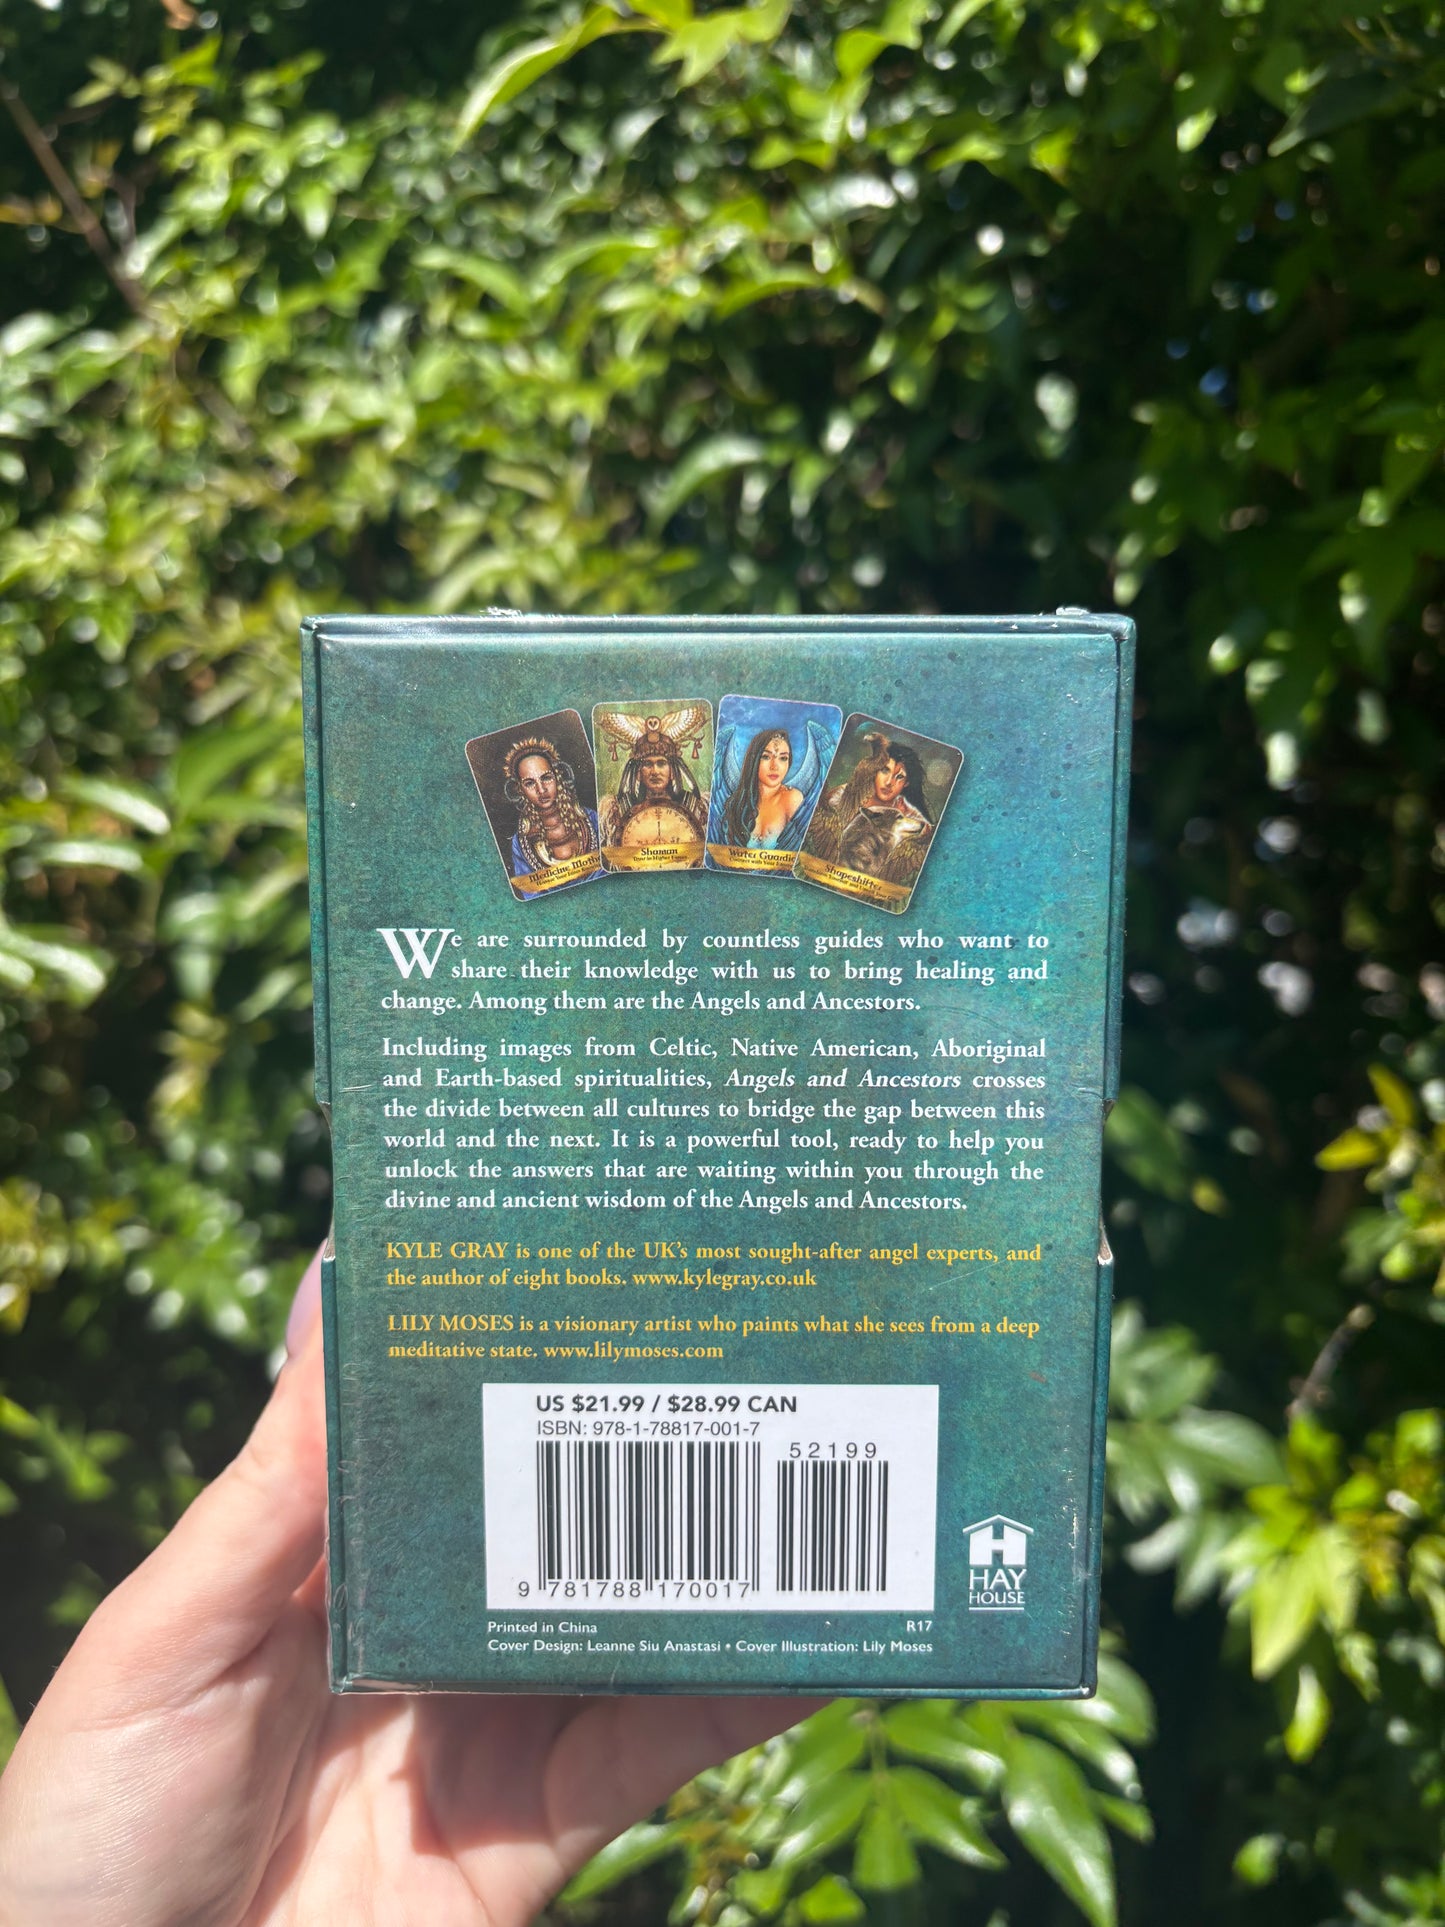 Medicine Moth
Shaman
Water Guardia
Shapeshifter
We are surrounded by countless guides who want to
share their knowledge with us to bring healing and
change. Among them are the Angels and Ancestors.
Including images from Celtic, Native American, Aboriginal
and Earth-based spiritualities, Angels and Ancestors crosses
the divide between all cultures to bridge the gap between this
world and the next. It is a powerful tool, ready to help you
unlock the answers that are waiting within you through the
divine and ancient wisdom of the Angels and Ancestors.
KYLE GRAY is one of the UK's most sought-after angel experts, and
the author of eight books. www.kylegray.co.uk
LILY MOSES is a visionary artist who paints what she sees from a deep
meditative state. www.lilymoses.com
US $21.99 / $28.99 CAN
ISBN: 978-1-78817-001-7
52199
9 781788 170017
HAY
HOUSE
Printed in China R17
Cover Design: Leanne Siu Anastasi • Cover Illustration: Lily Moses